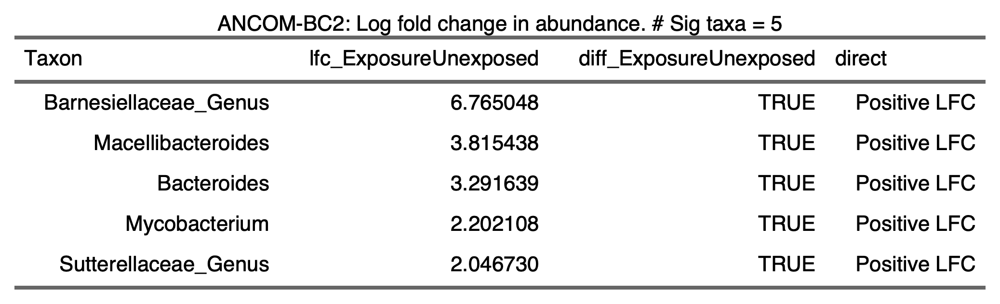 ANCOM-BC2: Log fold change in abundance. # Sig taxa = 5
Taxon lfc_ExposureUnexposed diff_ExposureUnexposed direct
Barnesiellaceae_Genus 6.765048 TRUE Positive LFC
Macellibacteroides 3.815438 TRUE Positive LFC
Bacteroides 3.291639 TRUE Positive LFC
Mycobacterium 2.202108 TRUE Positive LFC
Sutterellaceae_Genus 2.046730 TRUE Positive LFC